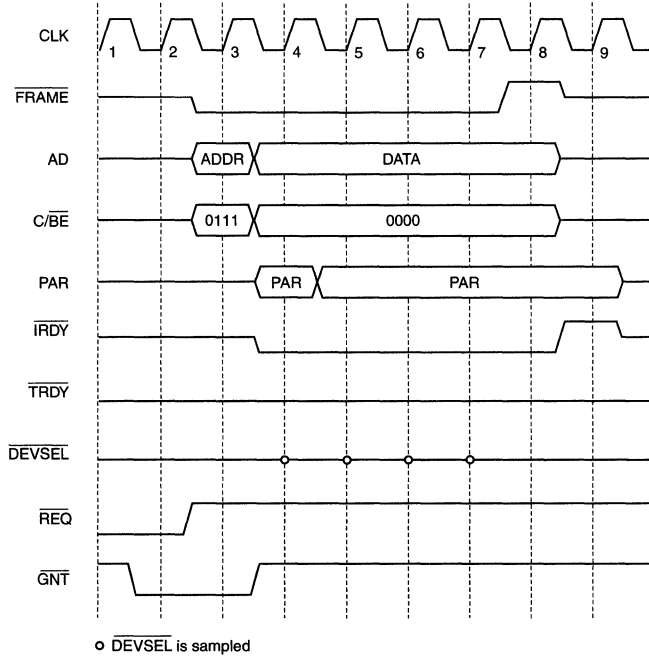 CLK
1 2 3 4 5 6 7 8 9
FRAME
AD ADDR DATA
C/BE 0111 0000
PAR PAR PAR
IRDY
TRDY
DEVSEL
REQ
GNT
DEVSEL is sampled